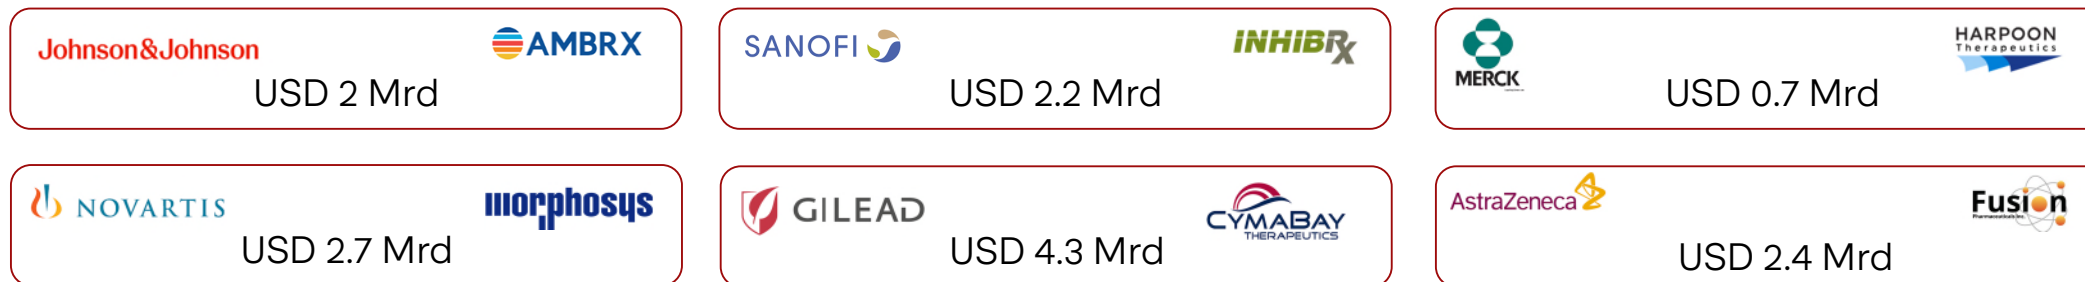 Johnson&Johnson AMBRX
USD 2 Mrd
SANOFI INHIBRX
USD 2.2 Mrd
MERCK HARPOON
Therapeutics
USD 0.7 Mrd
NOVARTIS morphosys
USD 2.7 Mrd
GILEAD CYMABAY
THERAPEUTICS
USD 4.3 Mrd
AstraZeneca Fusion
Pharmaceuticals Inc.
USD 2.4 Mrd